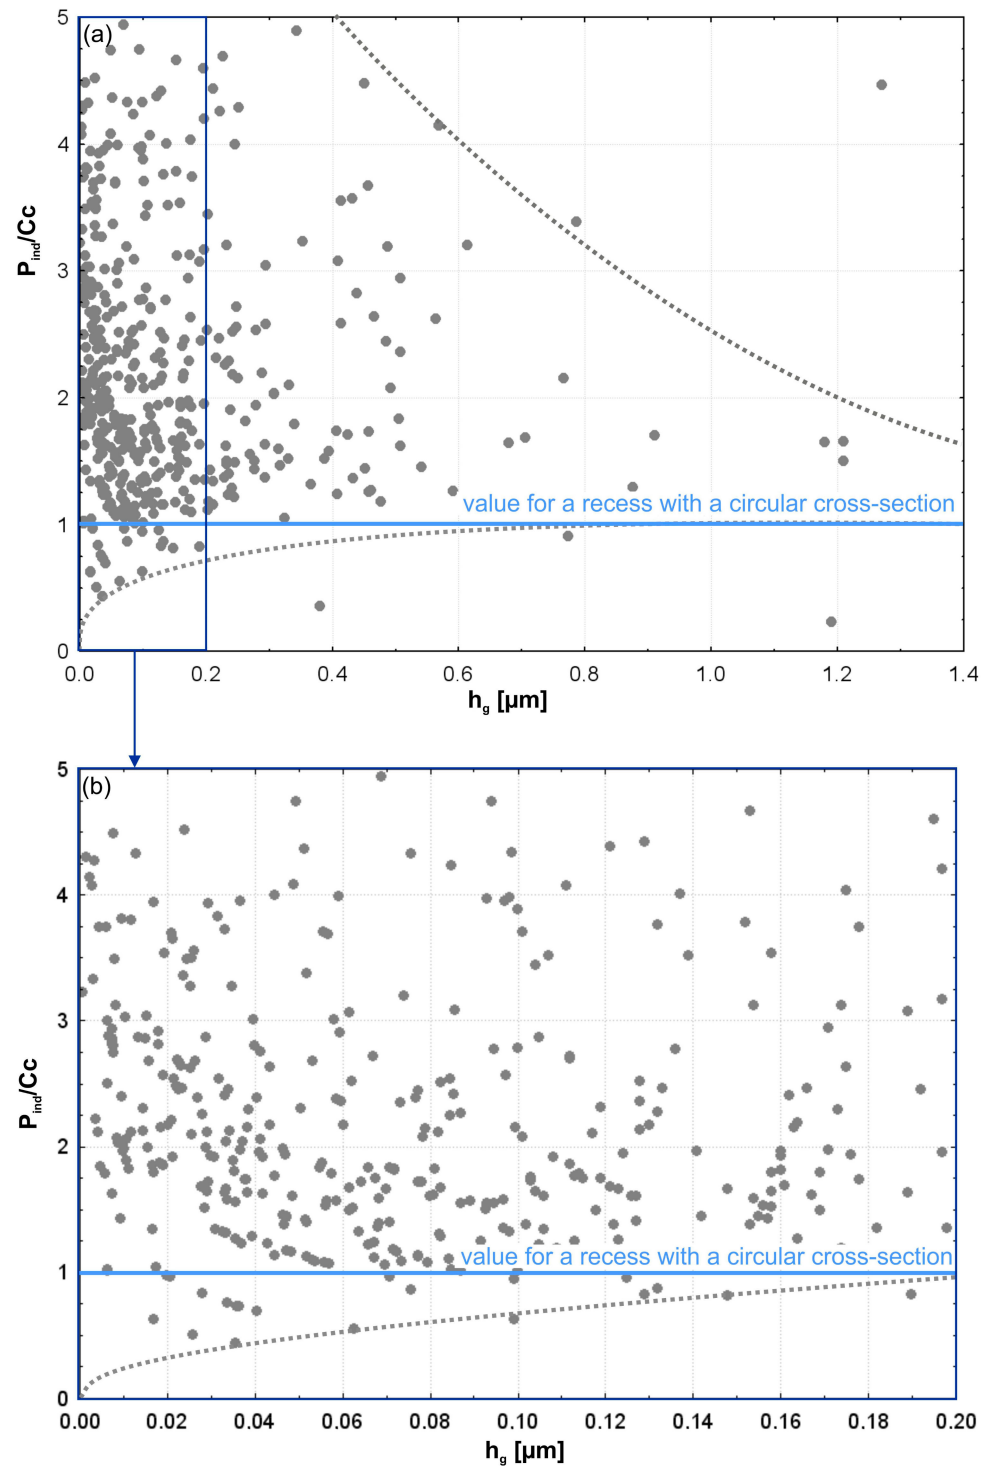 (a)
5
4
3
2
1
0
P_ind/Cc
value for a recess with a circular cross-section
0.0 0.2 0.4 0.6 0.8 1.0 1.2 1.4
h_g [µm]
(b)
5
4
3
2
1
0
P_ind/Cc
value for a recess with a circular cross-section
0.00 0.02 0.04 0.06 0.08 0.10 0.12 0.14 0.16 0.18 0.20
h_g [µm]